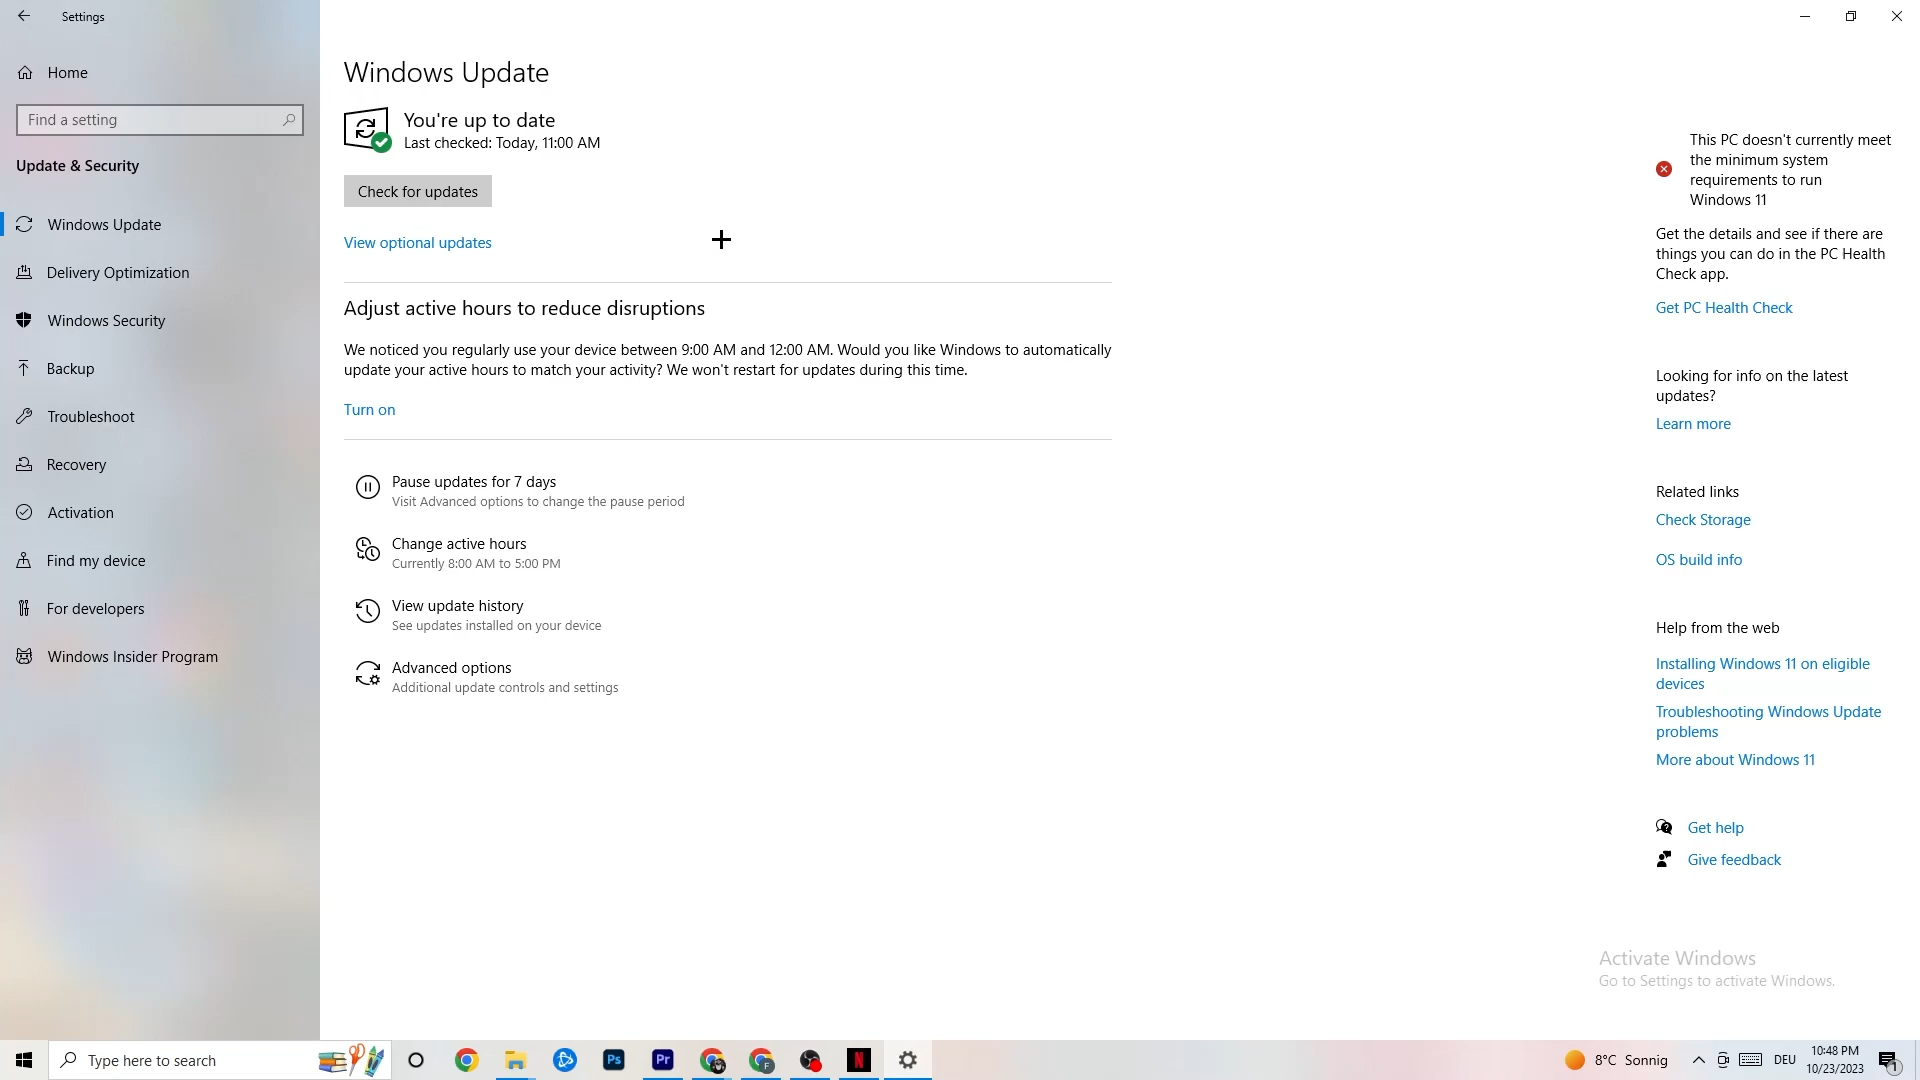 Settings
Home
Find a setting
Update & Security
Windows Update
Delivery Optimization
Windows Security
Backup
Troubleshoot
Recovery
Activation
Find my device
For developers
Windows Insider Program
Windows Update
You're up to date
Last checked: Today, 11:00 AM
Check for updates
View optional updates
Adjust active hours to reduce disruptions
We noticed you regularly use your device between 9:00 AM and 12:00 AM. Would you like Windows to automatically
update your active hours to match your activity? We won't restart for updates during this time.
Turn on
Pause updates for 7 days
Visit Advanced options to change the pause period
Change active hours
Currently 8:00 AM to 5:00 PM
View update history
See updates installed on your device
Advanced options
Additional update controls and settings
This PC doesn't currently meet
the minimum system
requirements to run
Windows 11
Get the details and see if there are
things you can do in the PC Health
Check app.
Get PC Health Check
Looking for info on the latest
updates?
Learn more
Related links
Check Storage
OS build info
Help from the web
Installing Windows 11 on eligible
devices
Troubleshooting Windows Update
problems
More about Windows 11
Get help
Give feedback
Activate Windows
Go to Settings to activate Windows.
Type here to search
Ps
Pr
F
N
8°C Sonnig
DEU
10:48 PM
10/23/2023
1